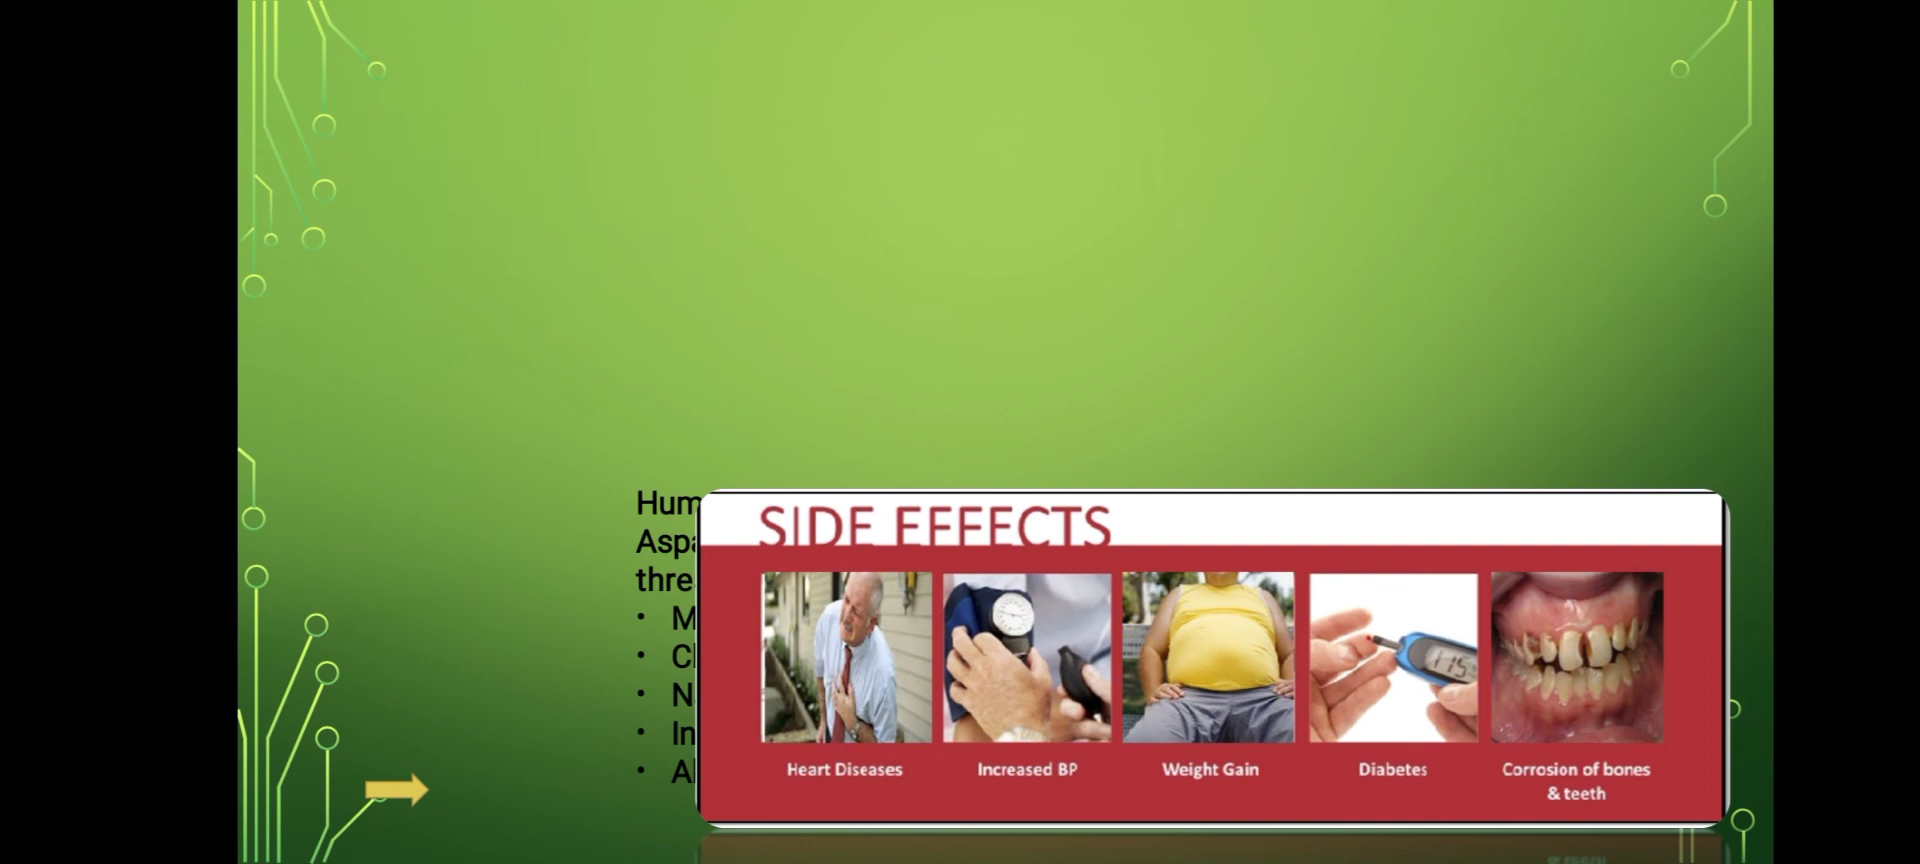 Hum
Aspa
thre
• M
• Cl
• N
• In
• Al
SIDE EFFECTS
115
Heart Diseases
Increased BP
Weight Gain
Diabetes
Corrosion of bones
& teeth